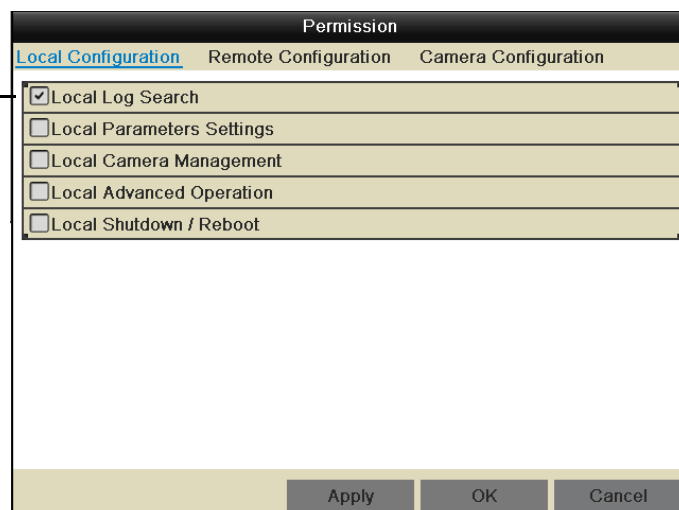 Permission
Local Configuration Remote Configuration Camera Configuration
Local Log Search
Local Parameters Settings
Local Camera Management
Local Advanced Operation
Local Shutdown / Reboot
Apply OK Cancel